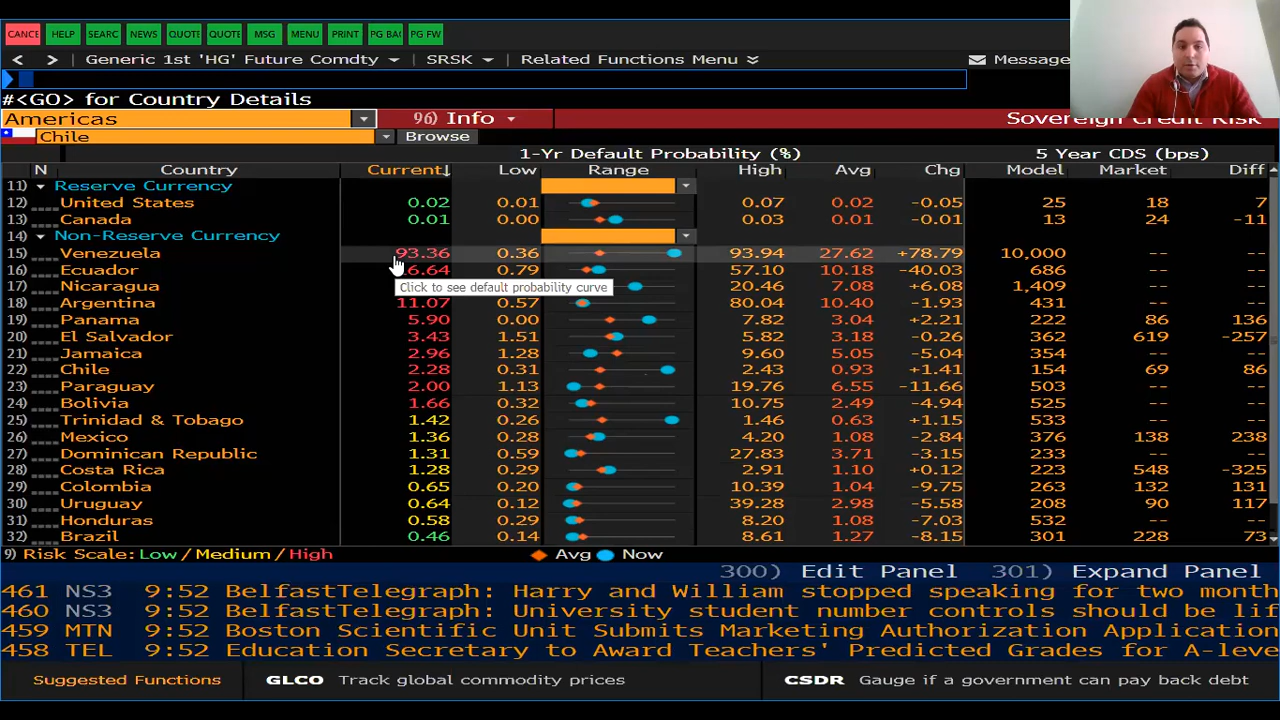 CANCE HELP SEARC NEWS QUOTE QUOTE MSG MENU PRINT PG BAC PG FW
< > Generic 1st 'HG' Future Comdty SRSK Related Functions Menu Message
#<GO> for Country Details
Americas 96) Info Sovereign Credit Risk
Chile Browse
1-Yr Default Probability (%) 5 Year CDS (bps)
N Country Current↓ Low Range High Avg Chg Model Market Diff
11) Reserve Currency
12) United States 0.02 0.01 0.07 0.02 -0.05 25 18 7
13) Canada 0.01 0.00 0.03 0.01 -0.01 13 24 -11
14) Non-Reserve Currency
15) Venezuela 93.36 0.36 93.94 27.62 +78.79 10,000 -- --
16) Ecuador 6.64 0.79 57.10 10.18 -40.03 686 -- --
17) Nicaragua 20.46 7.08 +6.08 1,409 -- --
Click to see default probability curve
18) Argentina 11.07 0.57 80.04 10.40 -1.93 431 -- --
19) Panama 5.90 0.00 7.82 3.04 +2.21 222 86 136
20) El Salvador 3.43 1.51 5.82 3.18 -0.26 362 619 -257
21) Jamaica 2.96 1.28 9.60 5.05 -5.04 354 -- --
22) Chile 2.28 0.31 2.43 0.93 +1.41 154 69 86
23) Paraguay 2.00 1.13 19.76 6.55 -11.66 503 -- --
24) Bolivia 1.66 0.32 10.75 2.49 -4.94 525 -- --
25) Trinidad & Tobago 1.42 0.26 1.46 0.63 +1.15 533 -- --
26) Mexico 1.36 0.28 4.20 1.08 -2.84 376 138 238
27) Dominican Republic 1.31 0.59 27.83 3.71 -3.15 233 -- --
28) Costa Rica 1.28 0.29 2.91 1.10 +0.12 223 548 -325
29) Colombia 0.65 0.20 10.39 1.04 -9.75 263 132 131
30) Uruguay 0.64 0.12 39.28 2.98 -5.58 208 90 117
31) Honduras 0.58 0.29 8.20 1.08 -7.03 532 -- --
32) Brazil 0.46 0.14 8.61 1.27 -8.15 301 228 73
9) Risk Scale: Low / Medium / High Avg Now
300) Edit Panel 301) Expand Panel
461 NS3 9:52 BelfastTelegraph: Harry and William stopped speaking for two month
460 NS3 9:52 BelfastTelegraph: University student number controls should be lif
459 MTN 9:52 Boston Scientific Unit Submits Marketing Authorization Application
458 TEL 9:52 Education Secretary to Award Teachers' Predicted Grades for A-leve
Suggested Functions GLCO Track global commodity prices CSDR Gauge if a government can pay back debt